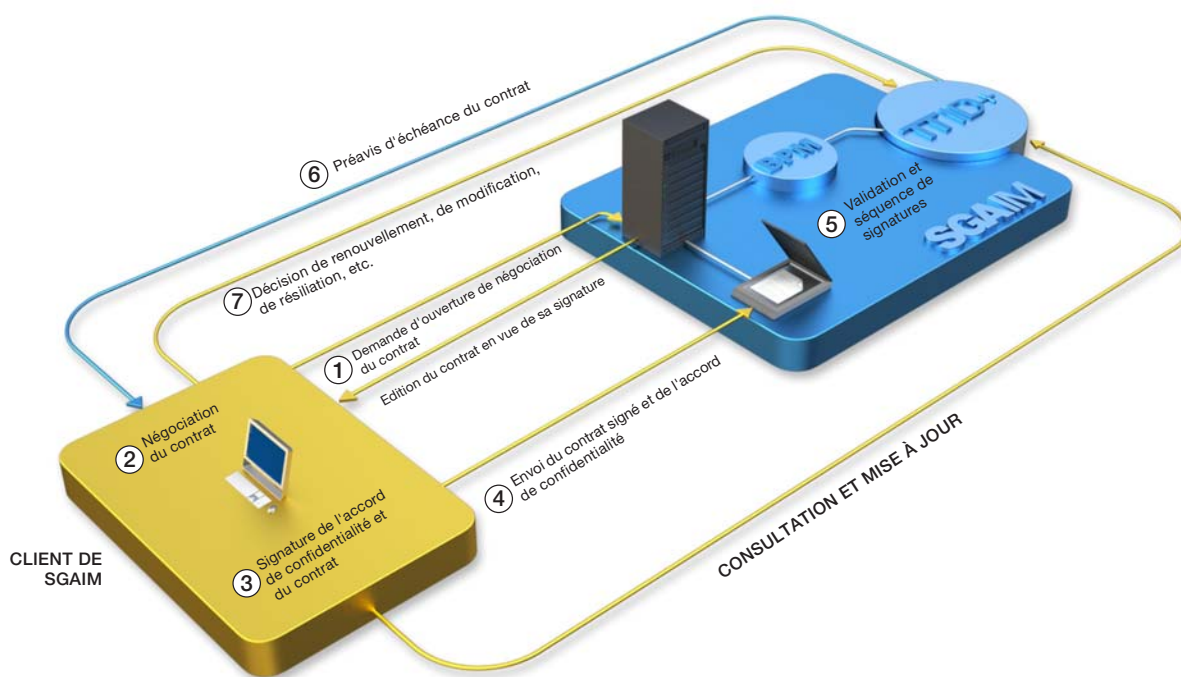 6
Préavis d'échéance du contrat
7
Décision de renouvellement, de modification,
de résiliation, etc.
1
Demande d'ouverture de négociation
du contrat
Edition du contrat en vue de sa signature
BPM
TTID+
5
Validation et
séquence de
signatures
SGAIM
2
Négociation
du contrat
3
Signature de l'accord
de confidentialité et
du contrat
4
Envoi du contrat signé et de l'accord
de confidentialité
CLIENT DE
SGAIM
CONSULTATION ET MISE À JOUR